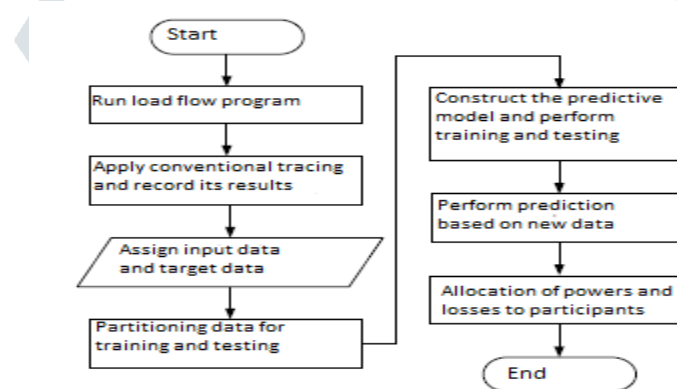 Start
Run load flow program
Apply conventional tracing
and record its results
Assign input data
and target data
Partitioning data for
training and testing
Construct the predictive
model and perform
training and testing
Perform prediction
based on new data
Allocation of powers and
losses to participants
End